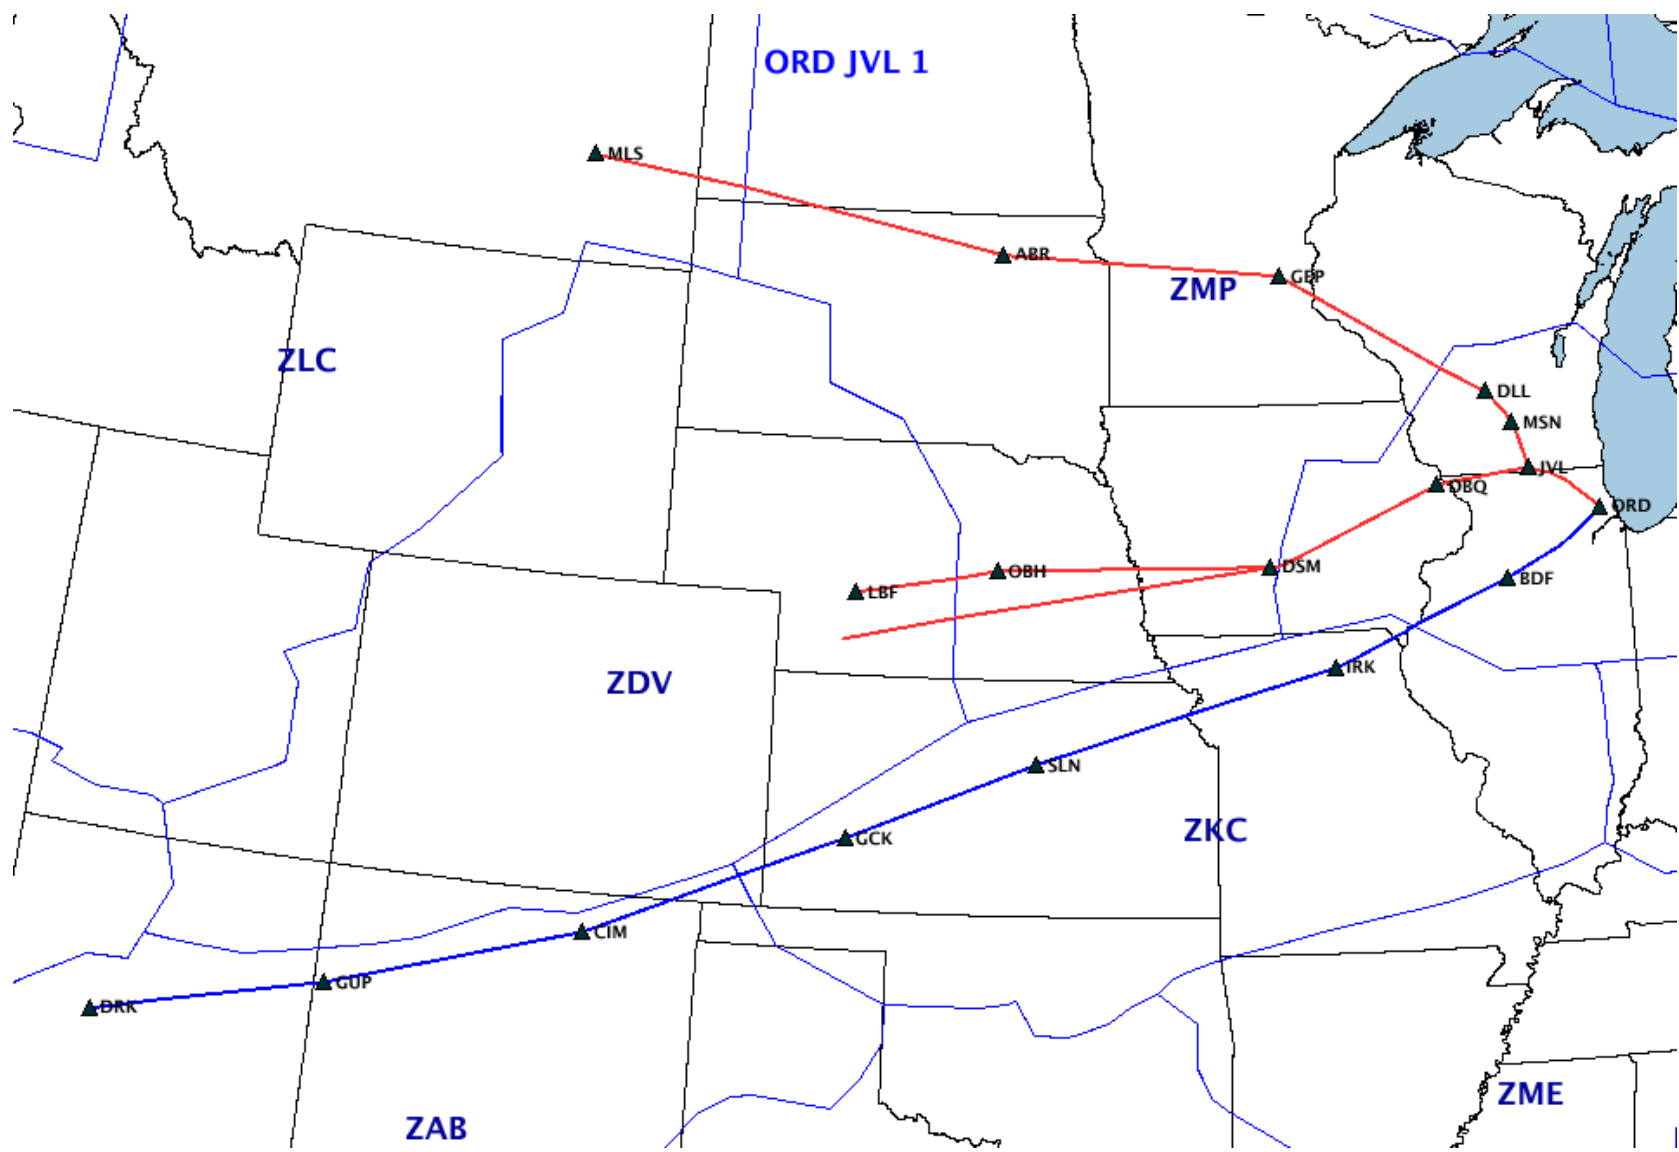 ORD JVL 1
MLS
ABR
GEP
ZMP
ZLC
DLL
MSN
JVL
DBQ
ORD
DSM
OBH
BDF
LBF
IRK
ZDV
SLN
ZKC
GCK
CIM
GUP
DRK
ZME
ZAB